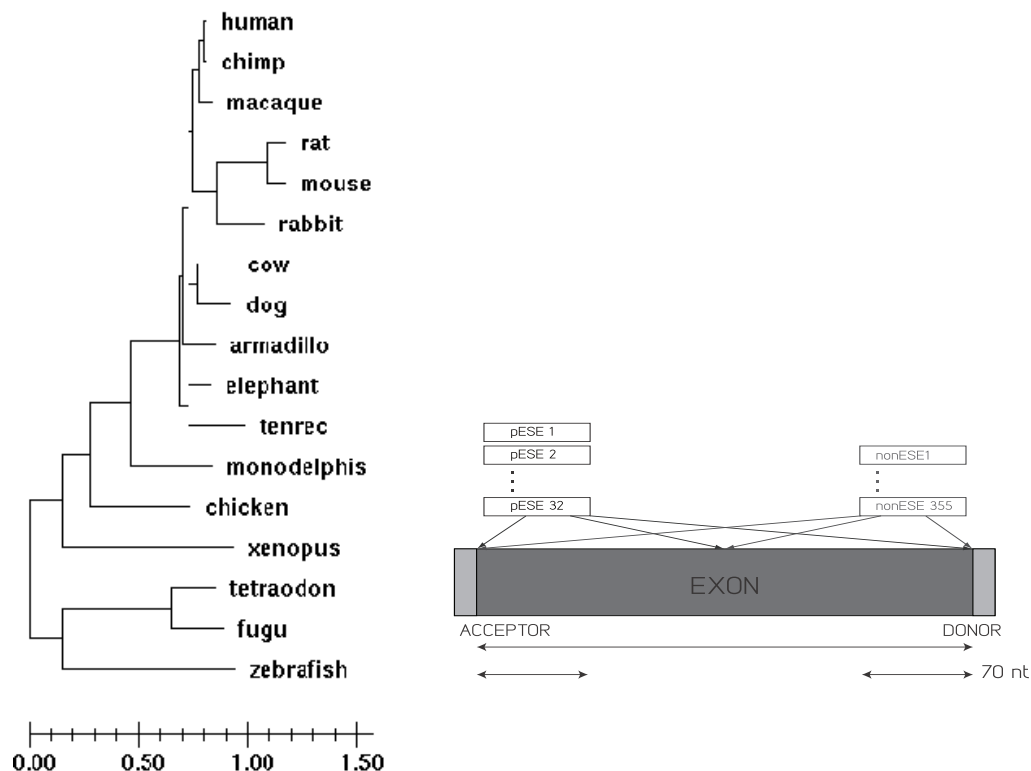 human
chimp
macaque
rat
mouse
rabbit
cow
dog
armadillo
elephant
tenrec
monodelphis
chicken
xenopus
tetraodon
fugu
zebrafish
0.00 0.50 1.00 1.50
pESE 1
pESE 2
pESE 32
nonESE1
nonESE 355
EXON
ACCEPTOR DONOR
70 nt